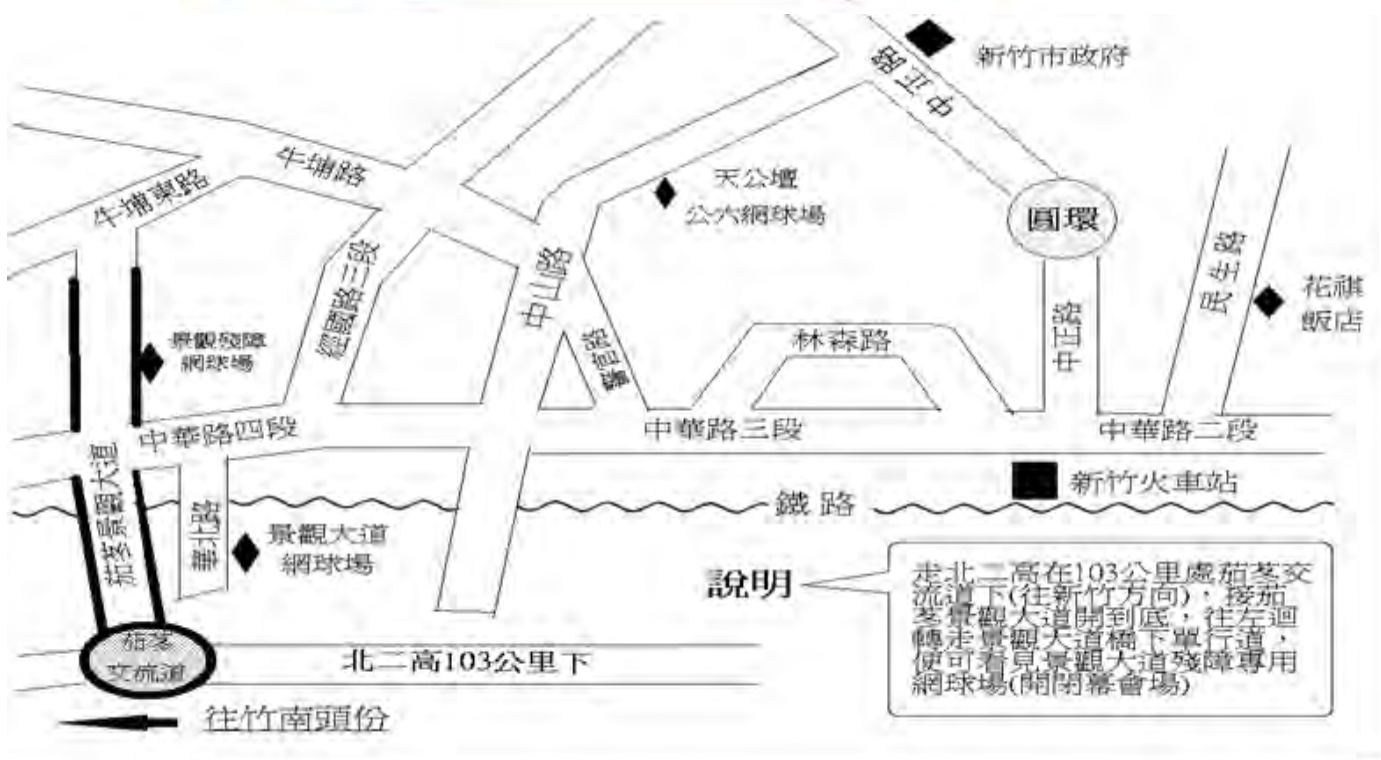 新竹市政府
中正路
牛埔路
天公壇
公六網球場
牛埔東路
圓環
民生路
花祺
飯店
經國路三段
中山路
景觀殘障
網球場
林森路
中正路
警官路
中華路四段
中華路三段
中華路二段
茄苳景觀大道
新竹火車站
鐵路
華北路
景觀大道
網球場
說明
走北二高在103公里處茄苳交
流道下(往新竹方向)，接茄
苳景觀大道開到底，往左迴
轉走景觀大道橋下單行道，
便可看見景觀大道殘障專用
網球場(開閉幕會場)
茄苳
交流道
北二高103公里下
往竹南頭份